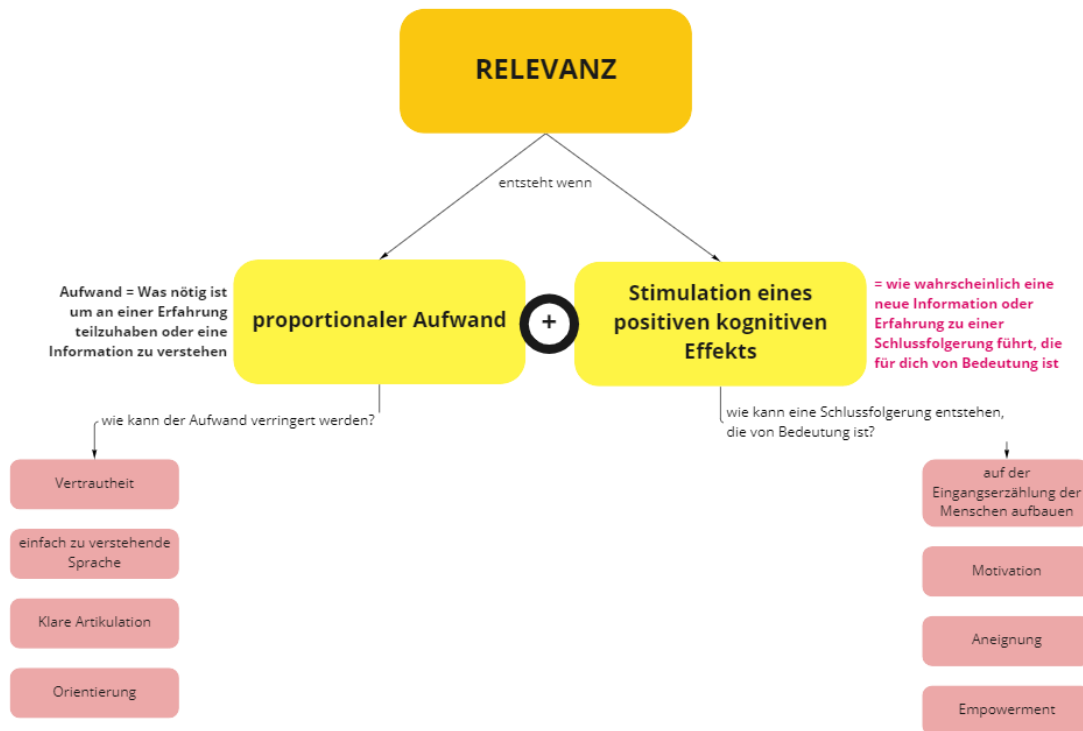 RELEVANZ
entsteht wenn
Aufwand = Was nötig ist
um an einer Erfahrung
teilzuhaben oder eine
Information zu verstehen
proportionaler Aufwand
+
Stimulation eines
positiven kognitiven
Effekts
= wie wahrscheinlich eine
neue Information oder
Erfahrung zu einer
Schlussfolgerung führt, die
für dich von Bedeutung ist
wie kann der Aufwand verringert werden?
Vertrautheit
einfach zu verstehende
Sprache
Klare Artikulation
Orientierung
wie kann eine Schlussfolgerung entstehen,
die von Bedeutung ist?
auf der
Eingangserzählung der
Menschen aufbauen
Motivation
Aneignung
Empowerment